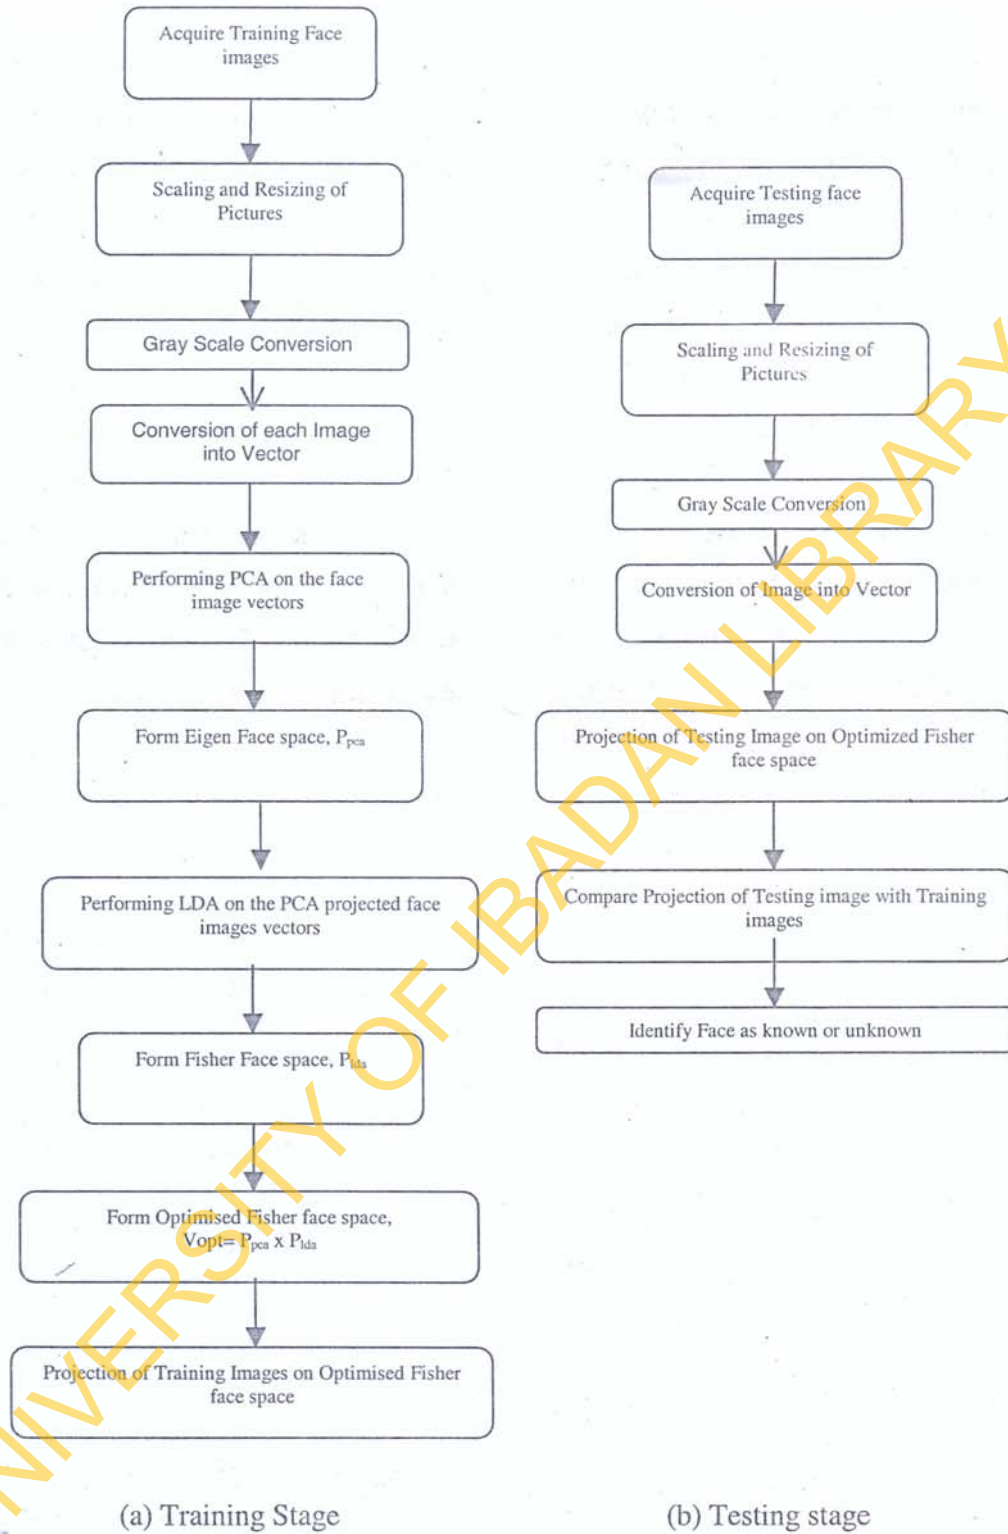 Acquire Training Face
images
Scaling and Resizing of
Pictures
Gray Scale Conversion
Conversion of each Image
into Vector
Performing PCA on the face
image vectors
Form Eigen Face space, Ppca
Performing LDA on the PCA projected face
images vectors
Form Fisher Face space, Plda
Form Optimised Fisher face space,
Vopt= Ppca x Plda
Projection of Training Images on Optimised Fisher
face space
(a) Training Stage
Acquire Testing face
images
Scaling and Resizing of
Pictures
Gray Scale Conversion
Conversion of Image into Vector
Projection of Testing Image on Optimized Fisher
face space
Compare Projection of Testing image with Training
images
Identify Face as known or unknown
(b) Testing stage
UNIVERSITY OF IBADAN LIBRARY